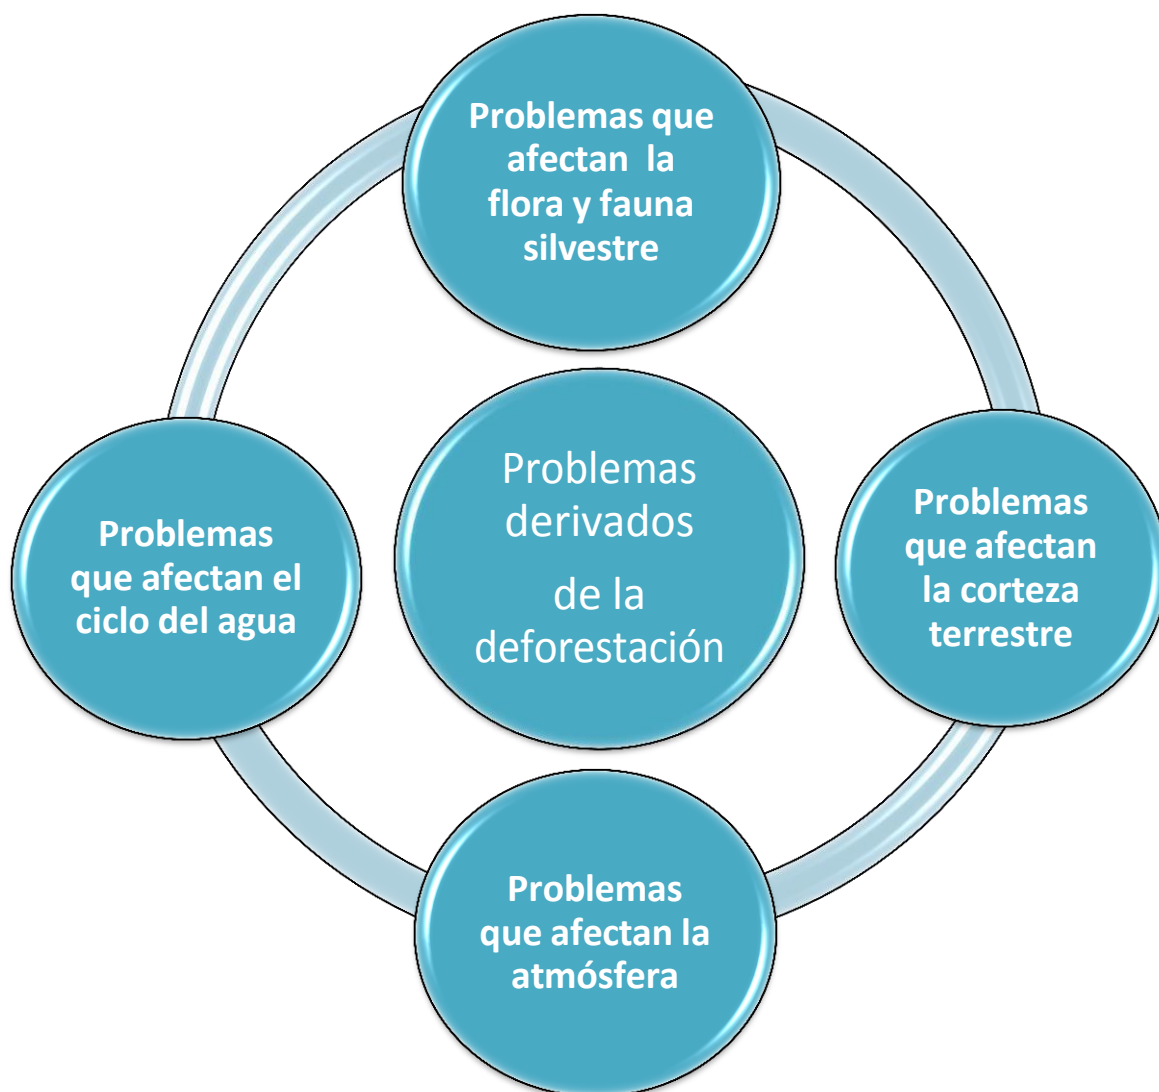 Problemas que
afectan  la
flora y fauna
silvestre
Problemas
derivados
de la
deforestación
Problemas
que afectan
la corteza
terrestre
Problemas
que afectan el
ciclo del agua
Problemas
que afectan la
atmósfera